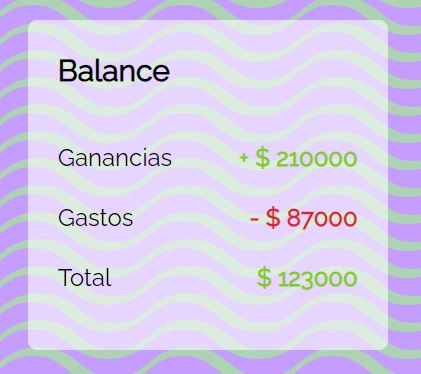 Balance
Ganancias + $ 210000
Gastos - $ 87000
Total $ 123000